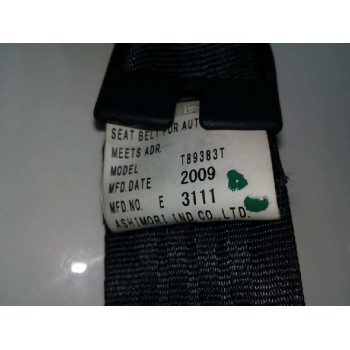 SEAT BELT FOR AUT
MEETS ADR.
MODEL T89383T
MFD.DATE 2009
MFD.NO. E 3111
ASHIMORI IND.CO.,LTD.